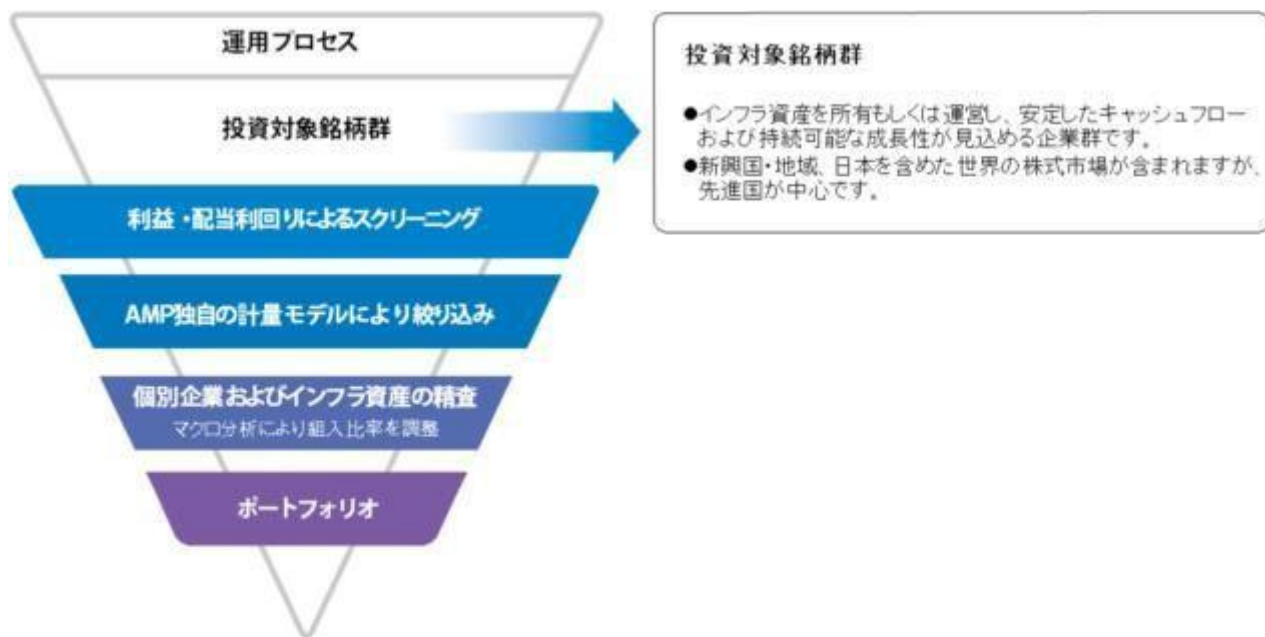 運用プロセス
投資対象銘柄群
利益・配当利回りによるスクリーニング
AMP独自の計量モデルにより絞り込み
個別企業およびインフラ資産の精査
マクロ分析により組入比率を調整
ポートフォリオ
投資対象銘柄群
●インフラ資産を所有もしくは運営し、安定したキャッシュフロー
および持続可能な成長性が見込める企業群です。
●新興国・地域、日本を含めた世界の株式市場が含まれますが、
先進国が中心です。